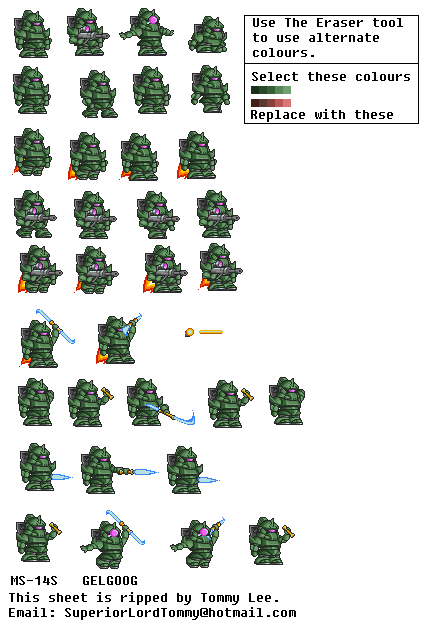 Use The Eraser tool
to use alternate
colours.
Select these colours
Replace with these
MS-14S GELGOOG
This sheet is ripped by Tommy Lee.
Email: SuperiorLordTommy@hotmail.com